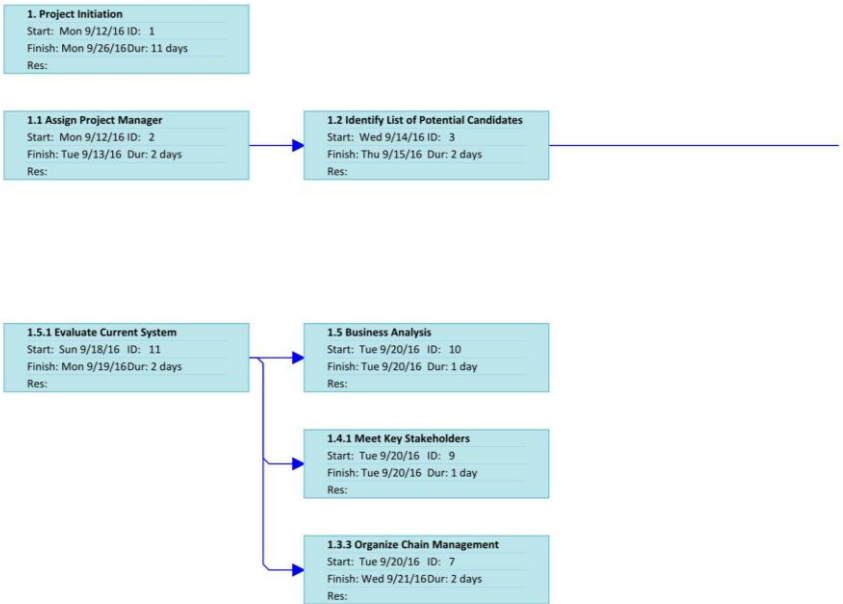 1. Project Initiation
Start: Mon 9/12/16 ID: 1
Finish: Mon 9/26/16Dur: 11 days
Res:
1.1 Assign Project Manager
Start: Mon 9/12/16 ID: 2
Finish: Tue 9/13/16 Dur: 2 days
Res:
1.2 Identify List of Potential Candidates
Start: Wed 9/14/16 ID: 3
Finish: Thu 9/15/16 Dur: 2 days
Res:
1.5.1 Evaluate Current System
Start: Sun 9/18/16 ID: 11
Finish: Mon 9/19/16Dur: 2 days
Res:
1.5 Business Analysis
Start: Tue 9/20/16 ID: 10
Finish: Tue 9/20/16 Dur: 1 day
Res:
1.4.1 Meet Key Stakeholders
Start: Tue 9/20/16 ID: 9
Finish: Tue 9/20/16 Dur: 1 day
Res:
1.3.3 Organize Chain Management
Start: Tue 9/20/16 ID: 7
Finish: Wed 9/21/16Dur: 2 days
Res: